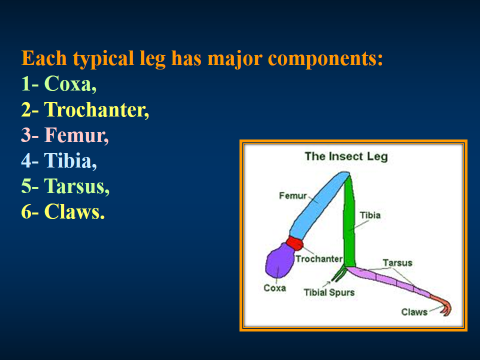 Each typical leg has major components:
1- Coxa,
2- Trochanter,
3- Femur,
4- Tibia,
5- Tarsus,
6- Claws.
The Insect Leg
Femur
Tibia
Trochanter
Tarsus
Coxa
Tibial Spurs
Claws